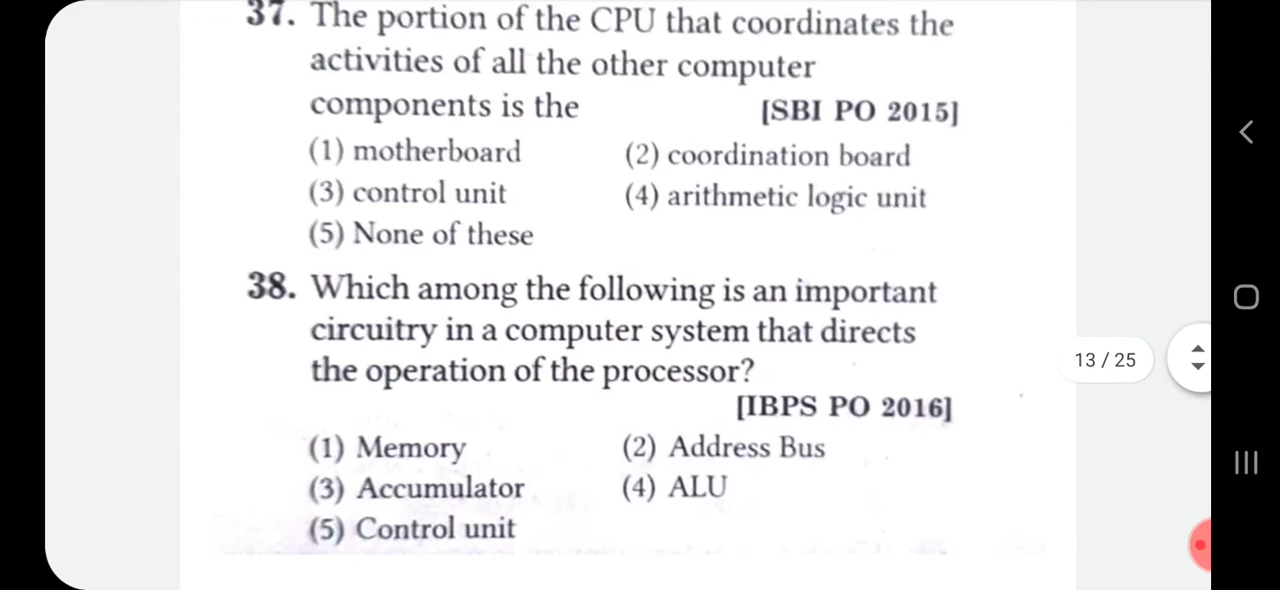 37. The portion of the CPU that coordinates the
activities of all the other computer
components is the [SBI PO 2015]
(1) motherboard (2) coordination board
(3) control unit (4) arithmetic logic unit
(5) None of these
38. Which among the following is an important
circuitry in a computer system that directs
the operation of the processor?
[IBPS PO 2016]
(1) Memory (2) Address Bus
(3) Accumulator (4) ALU
(5) Control unit
13 / 25